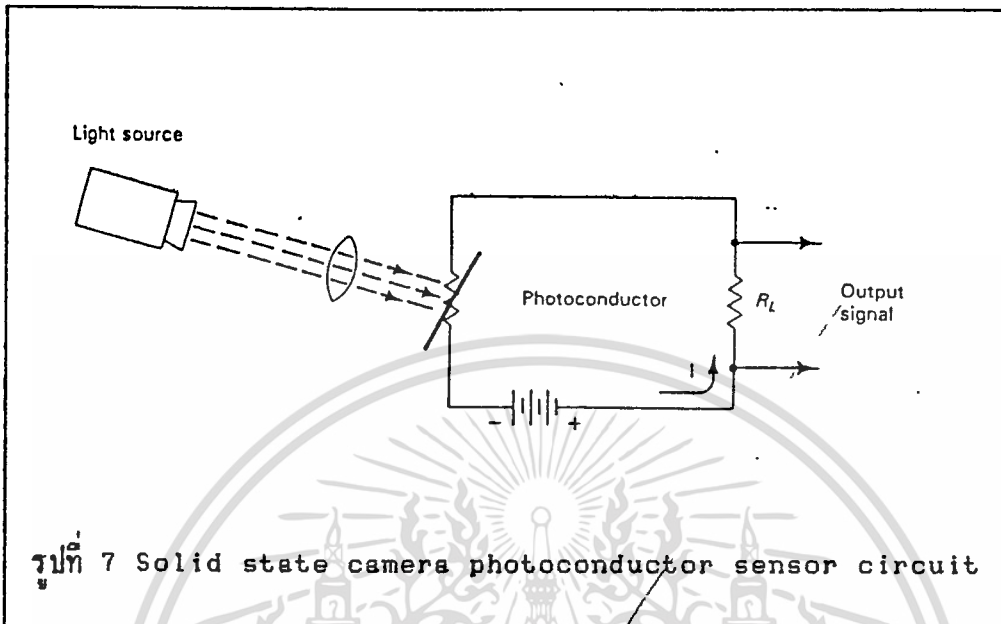 Light source
Photoconductor
R_L
Output
signal
I
- +
รูปที่ 7 Solid state camera photoconductor sensor circuit